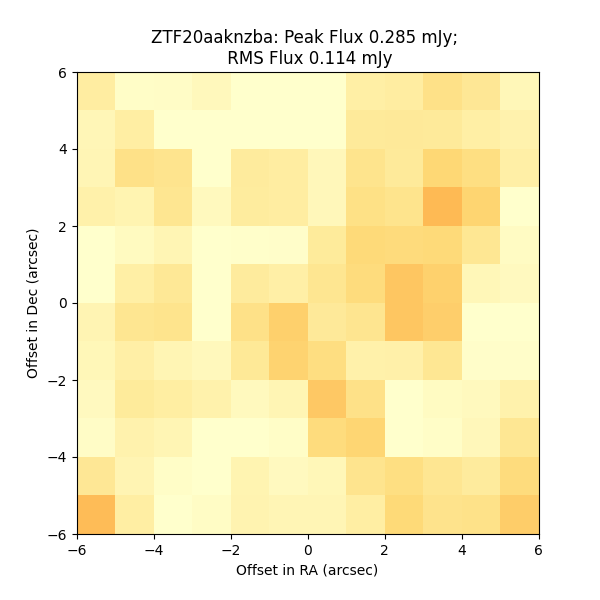 ZTF20aaknzba: Peak Flux 0.285 mJy;
RMS Flux 0.114 mJy
6
4
2
0
−2
−4
−6
Offset in Dec (arcsec)
−6 −4 −2 0 2 4 6
Offset in RA (arcsec)